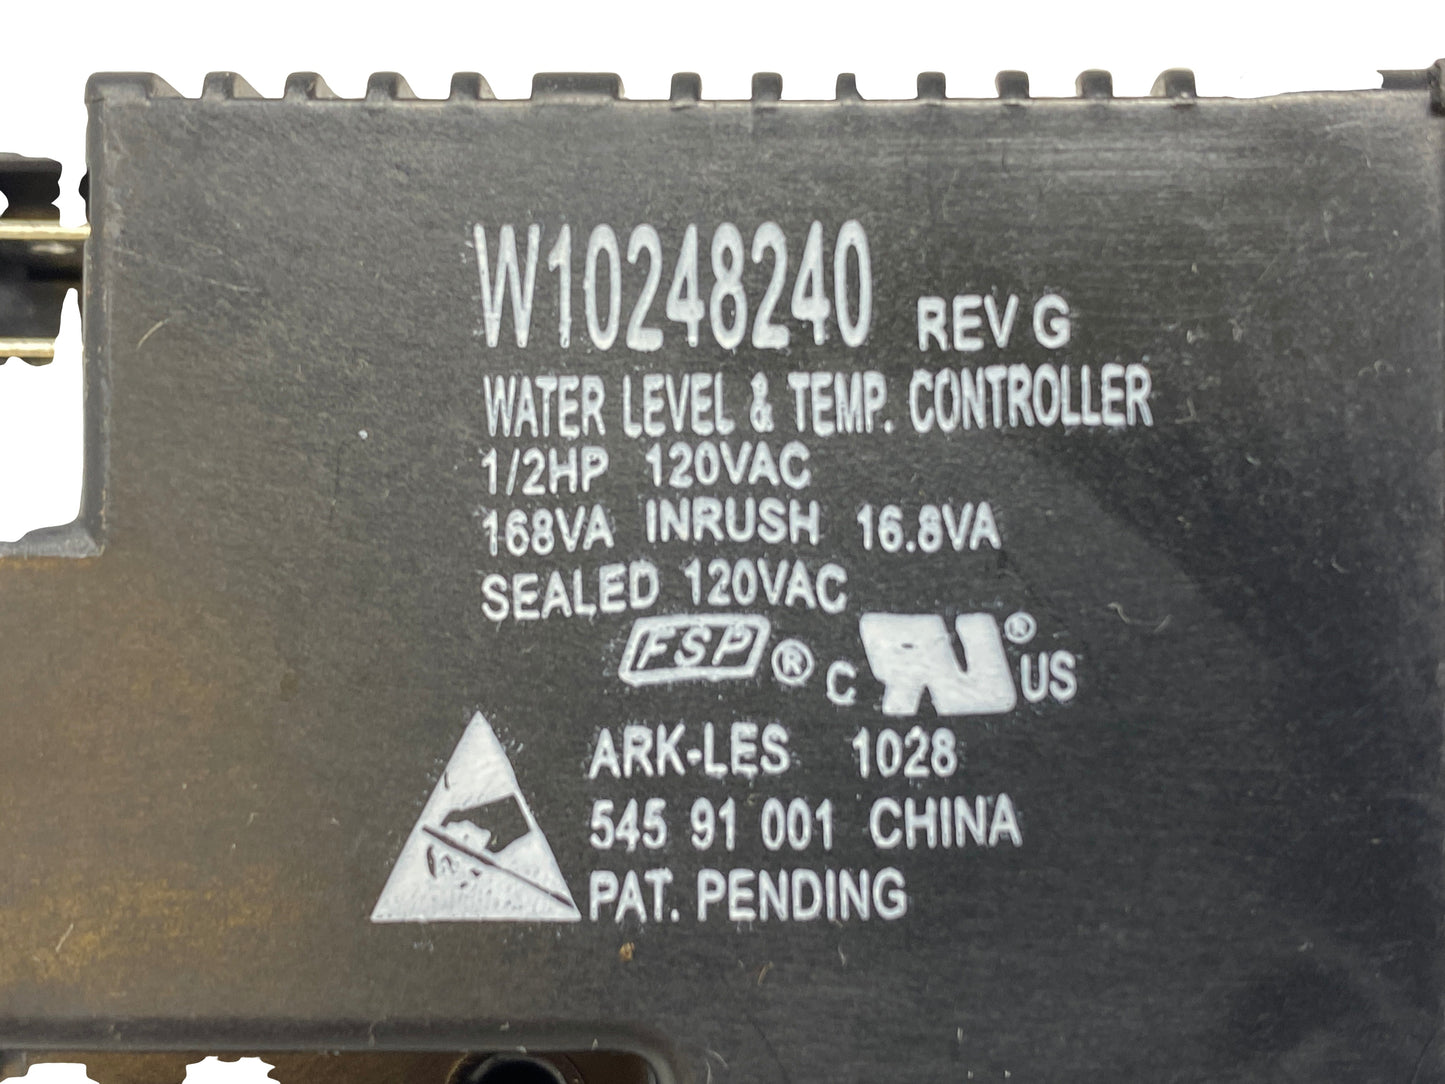 W10248240 REV G
WATER LEVEL & TEMP. CONTROLLER
1/2HP 120VAC
168VA INRUSH 16.8VA
SEALED 120VAC
FSP® C RU® US
ARK-LES 1028
545 91 001 CHINA
PAT. PENDING